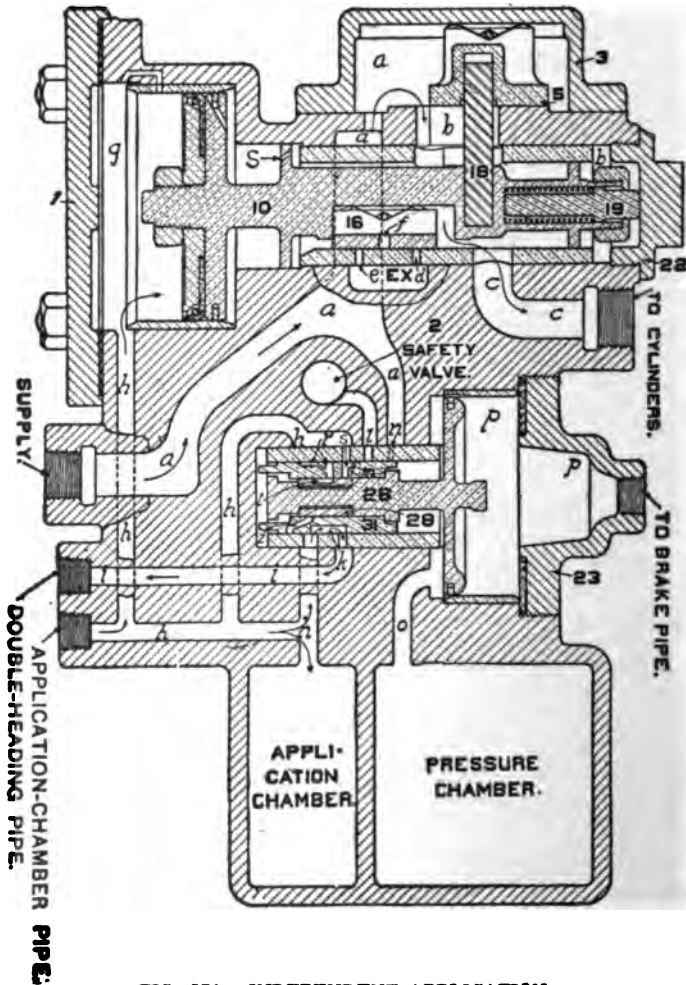 a
3
5
b
g
a
b
1
S
18
10
16
f
19
e EX d
22
a
c
c
2
SAFETY
VALVE.
a
TO CYLINDERS.
h
SUPPLY.
a
h
l
n
p
p
h
26
31
28
h
TO BRAKE PIPE.
k
l
l
23
h
h
o
DOUBLE-HEADING PIPE.
APPLICATION-CHAMBER PIPE.
APPLI-
CATION
CHAMBER.
PRESSURE
CHAMBER.